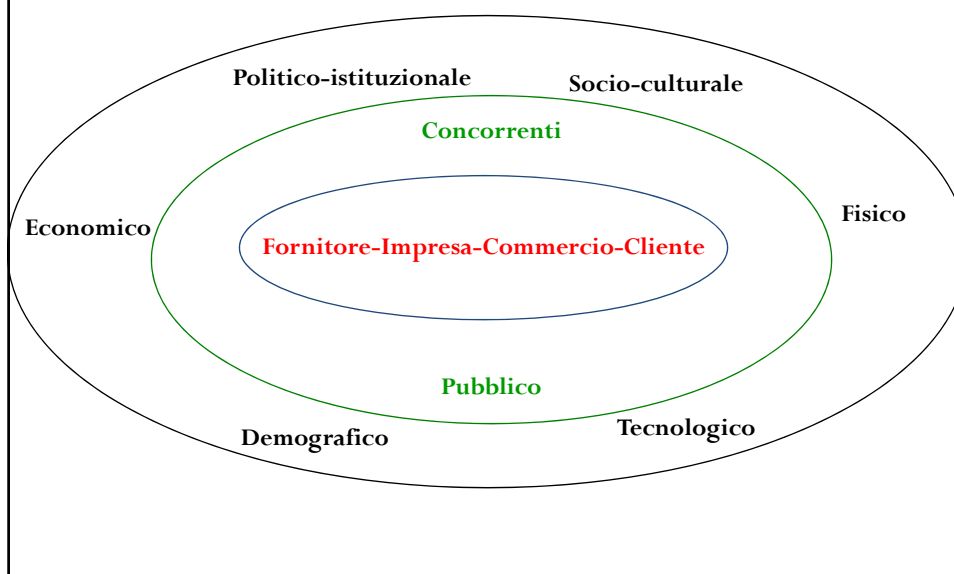 Politico-istituzionale
Socio-culturale
Concorrenti
Economico
Fisico
Fornitore-Impresa-Commercio-Cliente
Pubblico
Demografico
Tecnologico